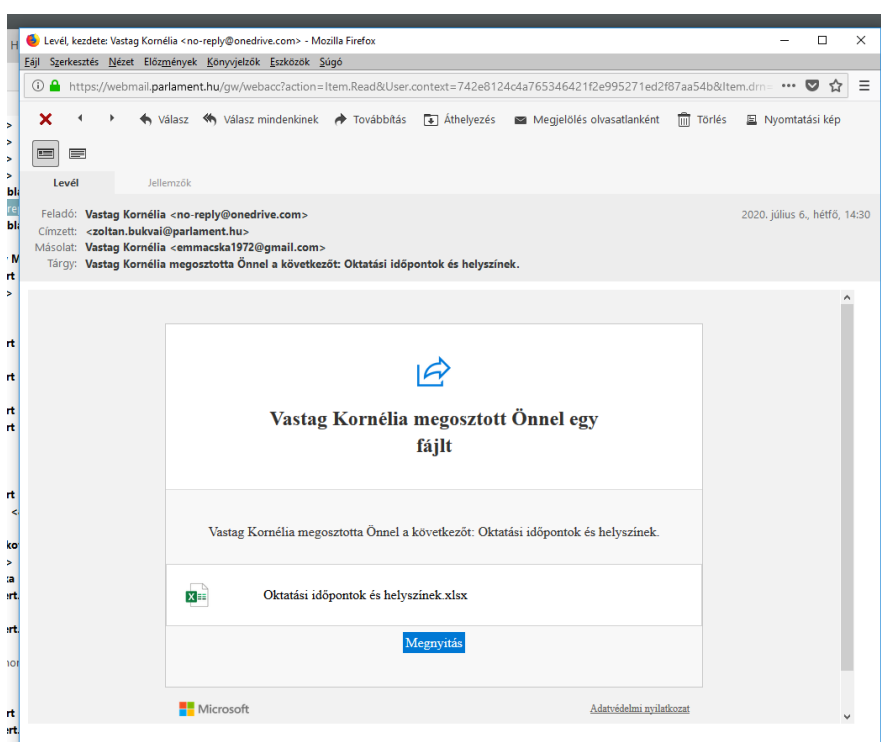 Levél, kezdete: Vastag Kornélia <no-reply@onedrive.com> - Mozilla Firefox
Fájl Szerkesztés Nézet Előzmények Könyvjelzők Eszközök Súgó
https://webmail.parlament.hu/gw/webacc?action=Item.Read&User.context=742e8124c4a765346421f2e995271ed2f87aa54b&Item.drn=
Válasz Válasz mindenkinek Továbbítás Áthelyezés Megjelölés olvasatlanként Törlés Nyomtatási kép
Levél Jellemzők
Feladó: Vastag Kornélia <no-reply@onedrive.com> 2020. július 6., hétfő, 14:30
Címzett: <zoltan.bukvai@parlament.hu>
Másolat: Vastag Kornélia <emmacska1972@gmail.com>
Tárgy: Vastag Kornélia megosztotta Önnel a következőt: Oktatási időpontok és helyszínek.
Vastag Kornélia megosztott Önnel egy
fájlt
Vastag Kornélia megosztotta Önnel a következőt: Oktatási időpontok és helyszínek.
Oktatási időpontok és helyszínek.xlsx
Megnyitás
Microsoft Adatvédelmi nyilatkozat